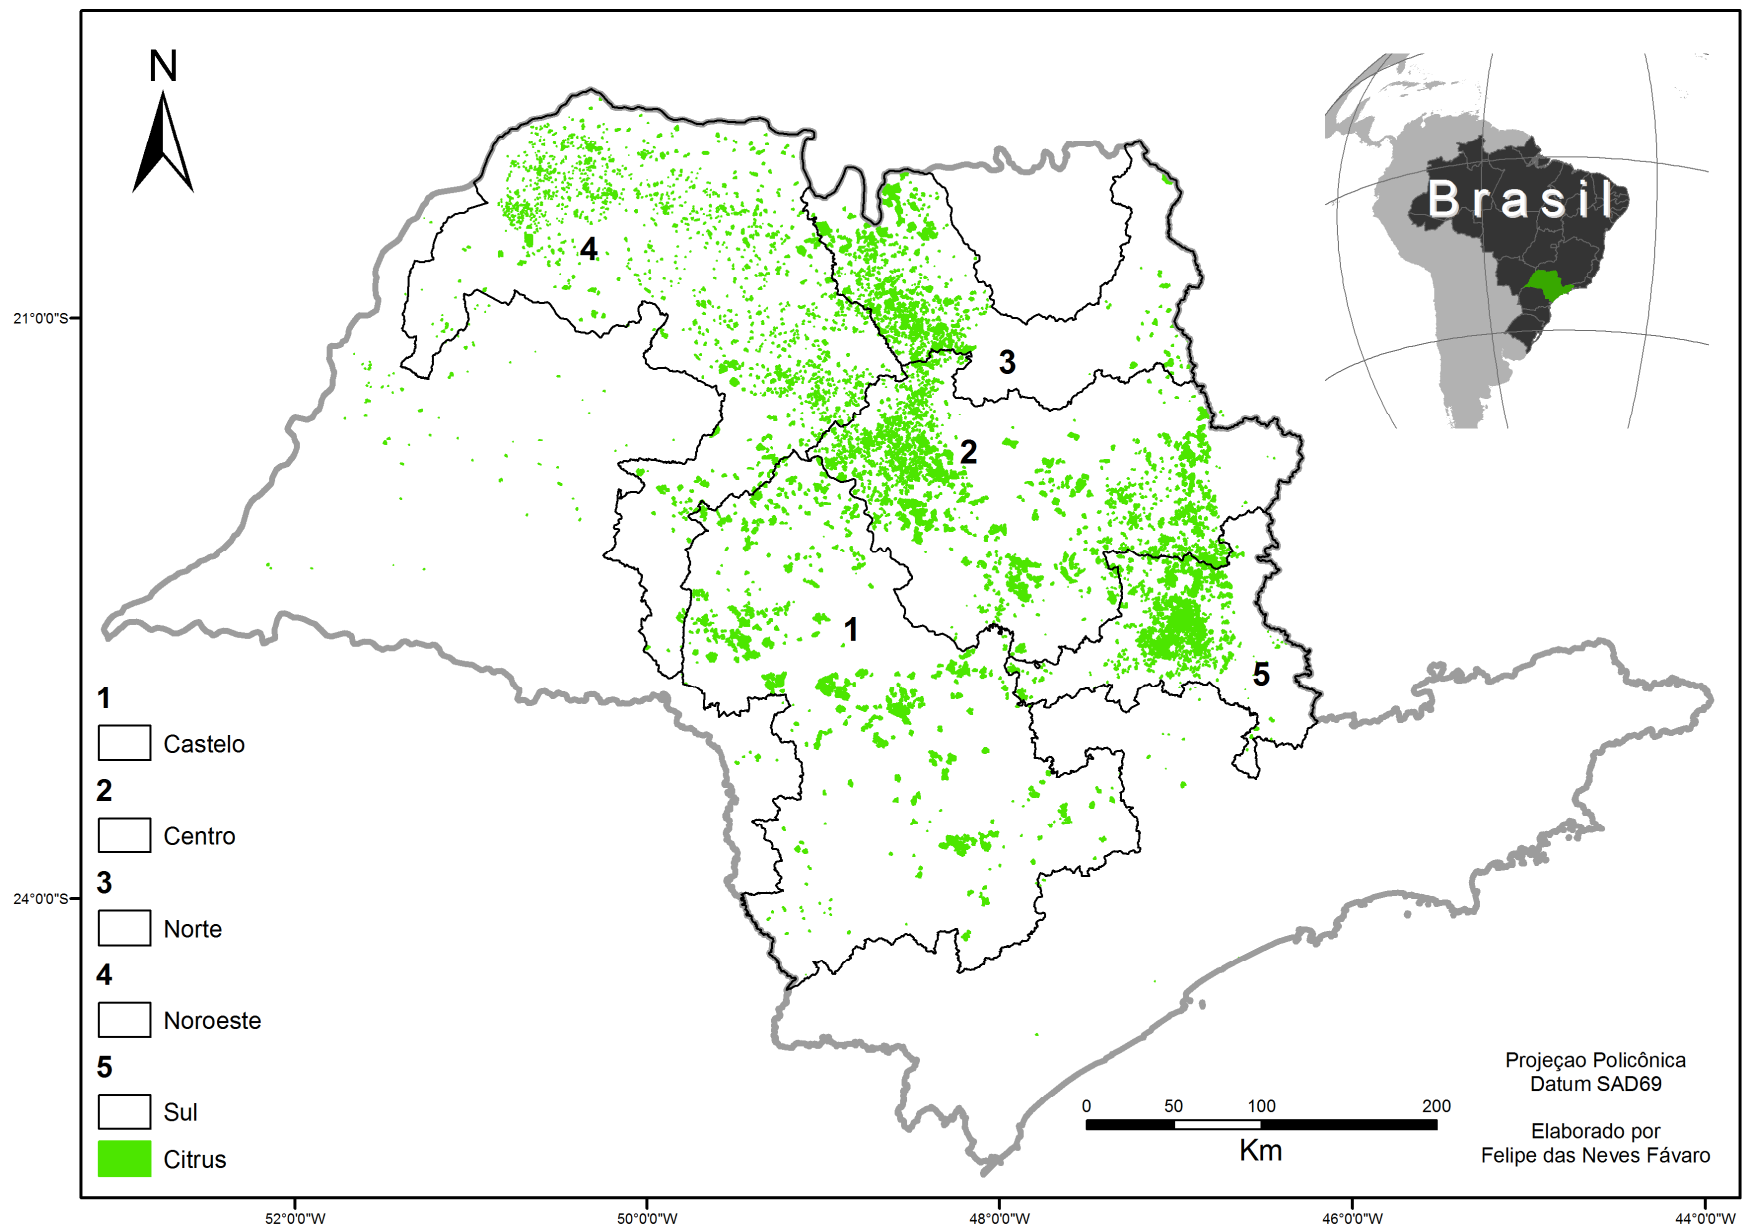 N
Brasil
4
3
2
1
5
21°0'0"S
24°0'0"S
1
Castelo
2
Centro
3
Norte
4
Noroeste
5
Sul
Citrus
Projeçao Policônica
Datum SAD69
0 50 100 200
Km
Elaborado por
Felipe das Neves Fávaro
52°0'0"W 50°0'0"W 48°0'0"W 46°0'0"W 44°0'0"W